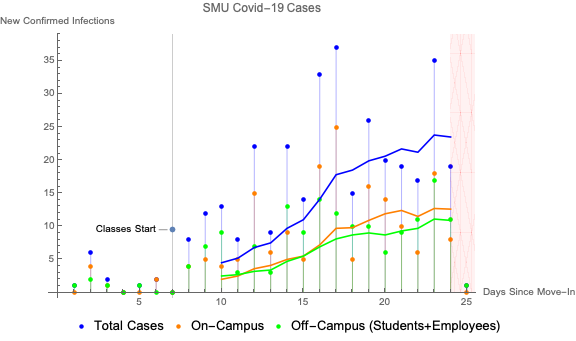 SMU Covid-19 Cases
New Confirmed Infections
35
30
25
20
15
10
5
Classes Start
0 5 10 15 20 25
Days Since Move-In
Total Cases On-Campus Off-Campus (Students+Employees)